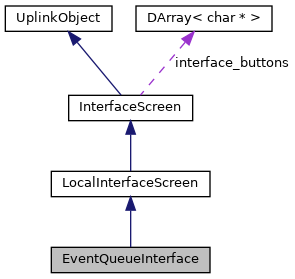 UplinkObject
DArray< char * >
interface_buttons
InterfaceScreen
LocalInterfaceScreen
EventQueueInterface